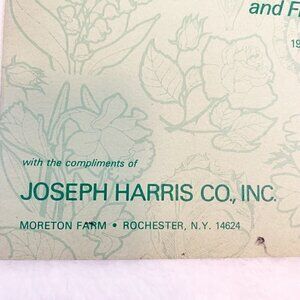 and F
19
with the compliments of
JOSEPH HARRIS CO., INC.
MORETON FARM • ROCHESTER, N.Y. 14624